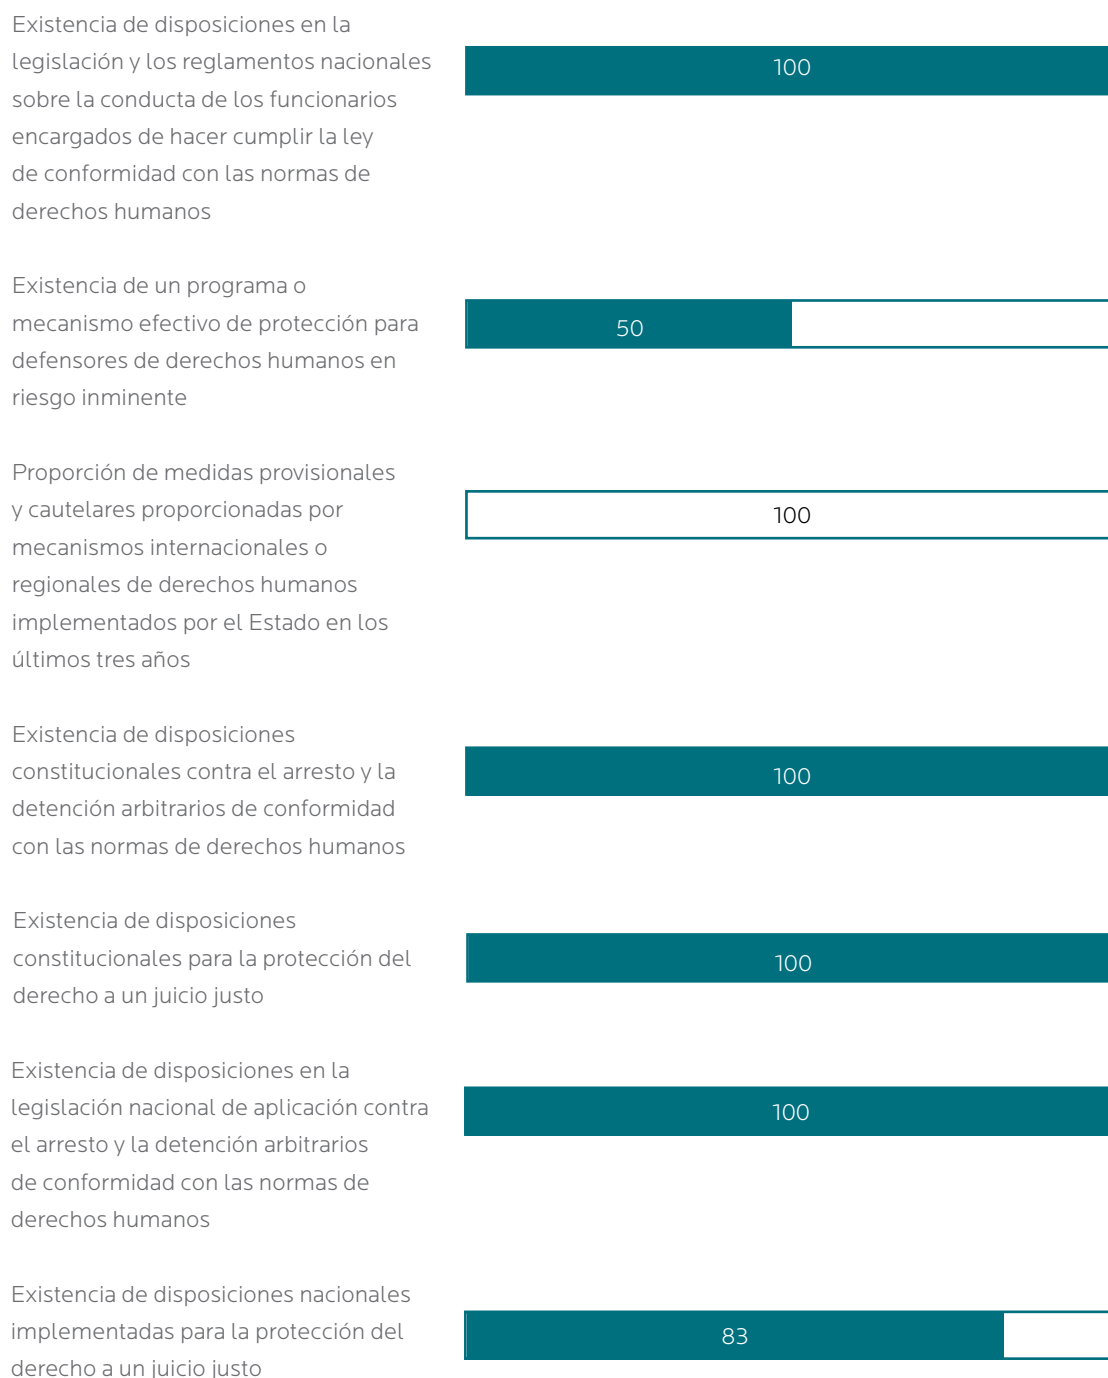 Existencia de disposiciones en la
legislación y los reglamentos nacionales
sobre la conducta de los funcionarios
encargados de hacer cumplir la ley
de conformidad con las normas de
derechos humanos
100
Existencia de un programa o
mecanismo efectivo de protección para
defensores de derechos humanos en
riesgo inminente
50
Proporción de medidas provisionales
y cautelares proporcionadas por
mecanismos internacionales o
regionales de derechos humanos
implementados por el Estado en los
últimos tres años
100
Existencia de disposiciones
constitucionales contra el arresto y la
detención arbitrarios de conformidad
con las normas de derechos humanos
100
Existencia de disposiciones
constitucionales para la protección del
derecho a un juicio justo
100
Existencia de disposiciones en la
legislación nacional de aplicación contra
el arresto y la detención arbitrarios
de conformidad con las normas de
derechos humanos
100
Existencia de disposiciones nacionales
implementadas para la protección del
derecho a un juicio justo
83